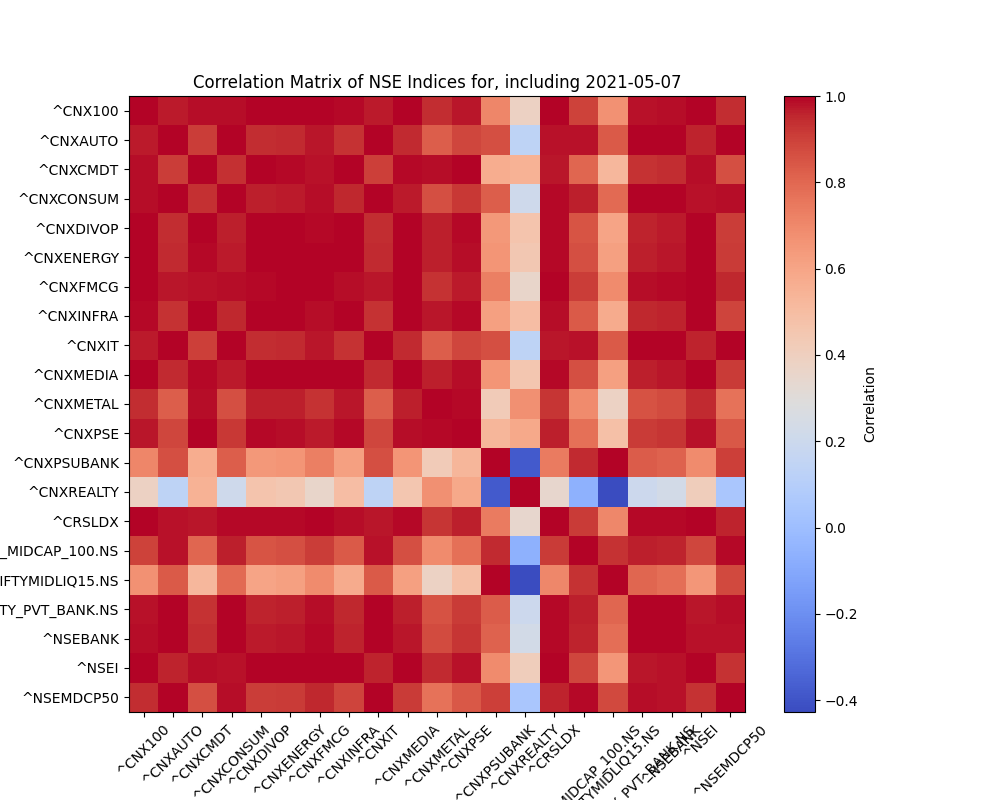 Correlation Matrix of NSE Indices for, including 2021-05-07
^CNX100
^CNXAUTO
^CNXCMDT
^CNXCONSUM
^CNXDIVOP
^CNXENERGY
^CNXFMCG
^CNXINFRA
^CNXIT
^CNXMEDIA
^CNXMETAL
^CNXPSE
^CNXPSUBANK
^CNXREALTY
^CRSLDX
_MIDCAP_100.NS
IFTYMIDLIQ15.NS
TY_PVT_BANK.NS
^NSEBANK
^NSEI
^NSEMDCP50
^CNX100
^CNXAUTO
^CNXCMDT
^CNXCONSUM
^CNXDIVOP
^CNXENERGY
^CNXFMCG
^CNXINFRA
^CNXIT
^CNXMEDIA
^CNXMETAL
^CNXPSE
^CNXPSUBANK
^CNXREALTY
^CRSLDX
MIDCAP_100.NS
TYMIDLIQ15.NS
_PVT_BANK.NS
^NSEBANK
^NSEI
^NSEMDCP50
1.0
0.8
0.6
0.4
0.2
0.0
−0.2
−0.4
Correlation